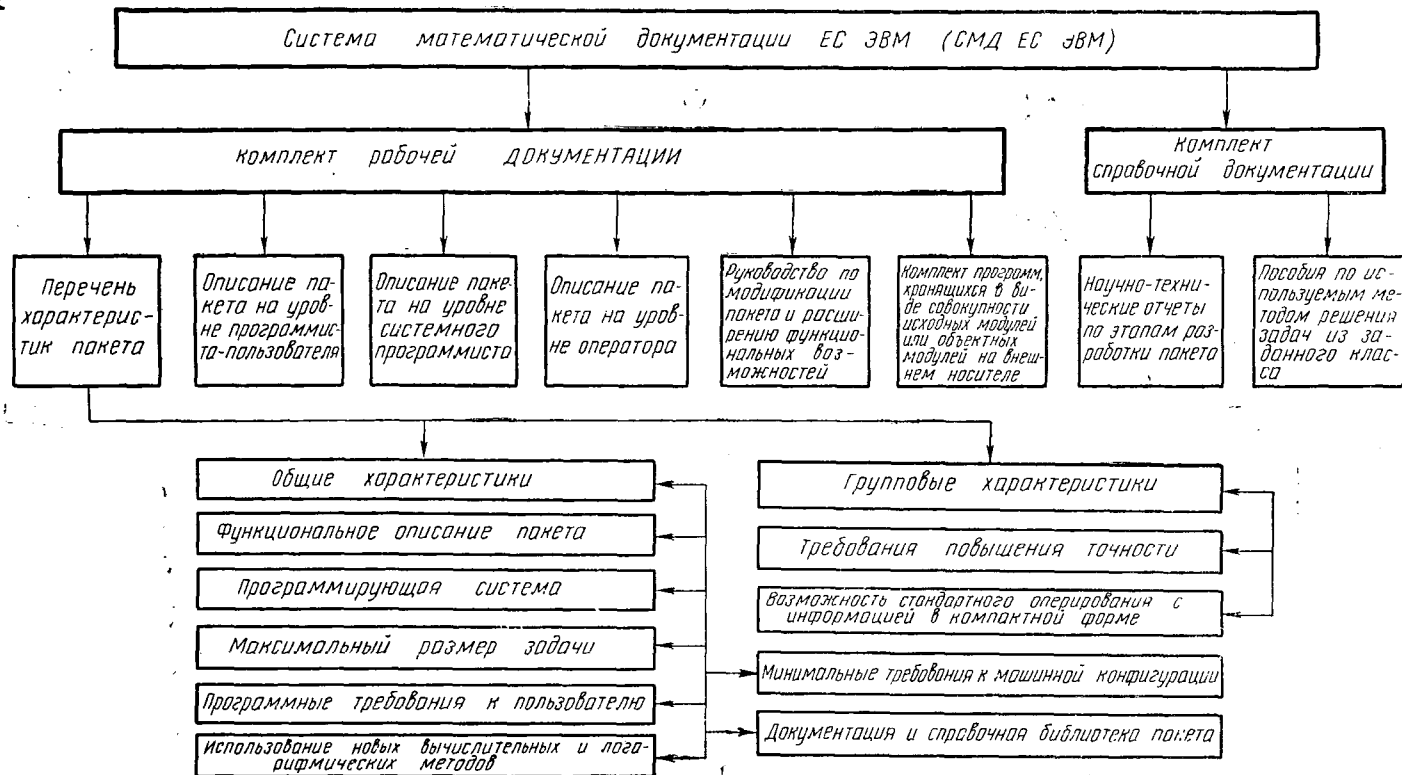 Система математической документации ЕС ЭВМ (СМД ЕС ЭВМ)
Комплект рабочей ДОКУМЕНТАЦИИ
Комплект
справочной документации
Перечень
характерис-
тик пакета
Описание па-
кета на уров-
не программис-
та-пользователя
Описание паке-
та на уровне
системного
программиста
Описание па-
кета на уров-
не оператора
Руководство по
модификации
пакета и расши-
рению функцио-
нальных воз-
можностей
Комплект программ,
хранящихся в ви-
де совокупности
исходных модулей
или объектных
модулей на внеш-
нем носителе
Научно-техни-
ческие отчеты
по этапам раз-
работки пакета
Пособия по ис-
пользуемым ме-
тодам решения
задач из за-
данного клас-
са
Общие характеристики
Функциональное описание пакета
Программирующая система
Максимальный размер задачи
Программные требования к пользователю
Использование новых вычислительных и лога-
рифмических методов
Групповые характеристики
Требования повышения точности
Возможность стандартного оперирования с
информацией в компактной форме
Минимальные требования к машинной конфигурации
Документация и справочная библиотека пакета